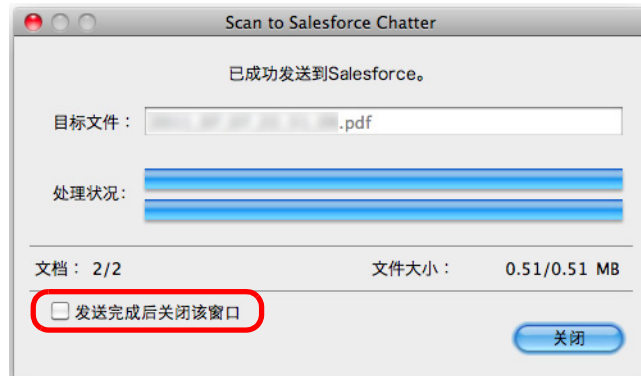 Scan to Salesforce Chatter
已成功发送到Salesforce。
目标文件： .pdf
处理状况：
文档： 2/2 文件大小： 0.51/0.51 MB
发送完成后关闭该窗口
关闭